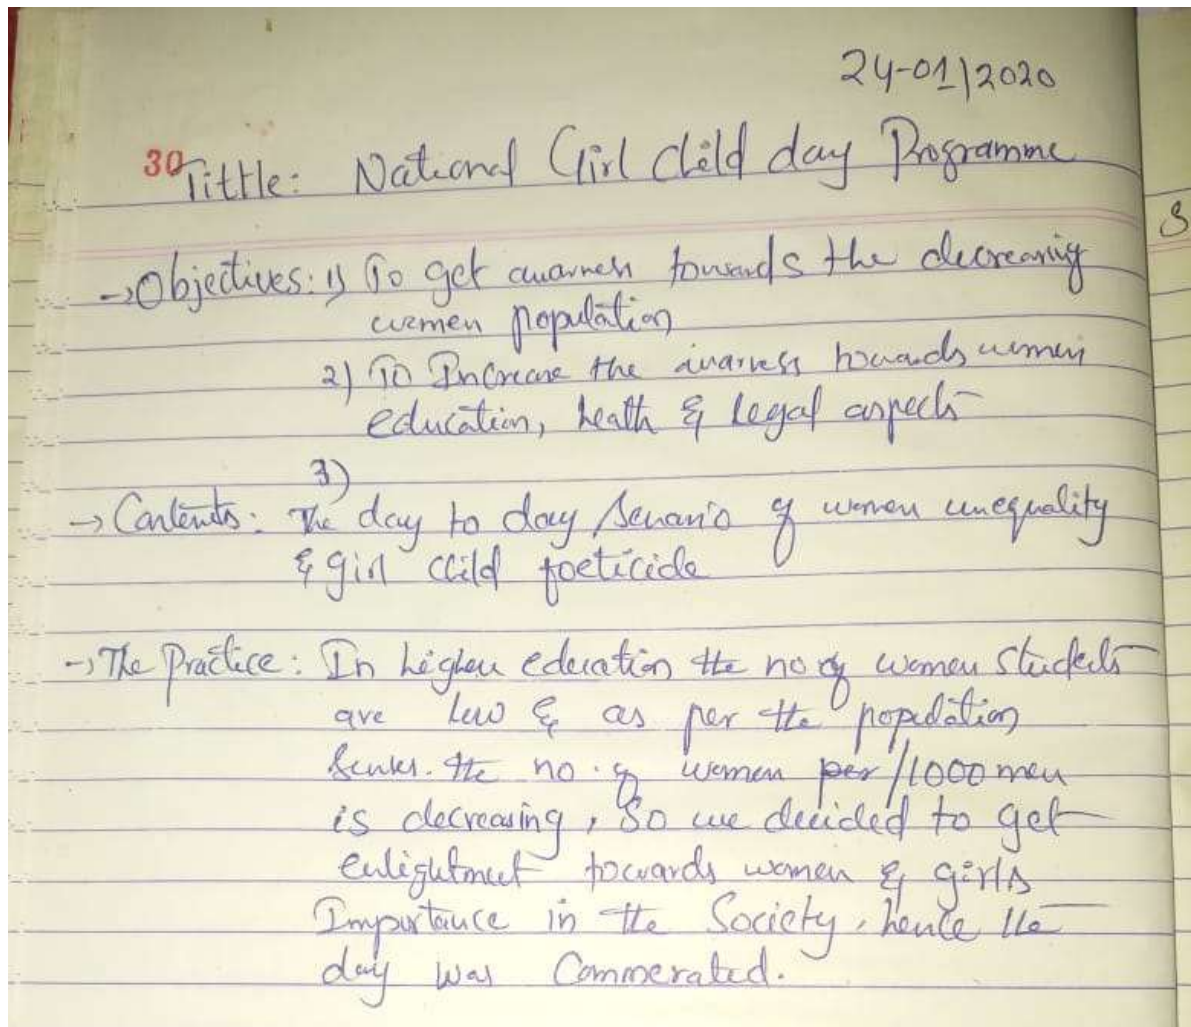 24-01|2020
30
Tittle: National Girl Child day Programme
→Objectives: 1) To get awarness towards the decreasing
women population
2) To Increase the awarness towards women
education, health & Legal aspects
3)
→ Contents: The day to day Senario of women unequality
& girl child foeticide
→ The Practice: In higher education the no of women students
are less & as per the population
Senses. the no. of women per/1000 men
is decreasing, So we decided to get
enlightment towards women & girls
Importance in the Society, hence the
day was Commerated.
S